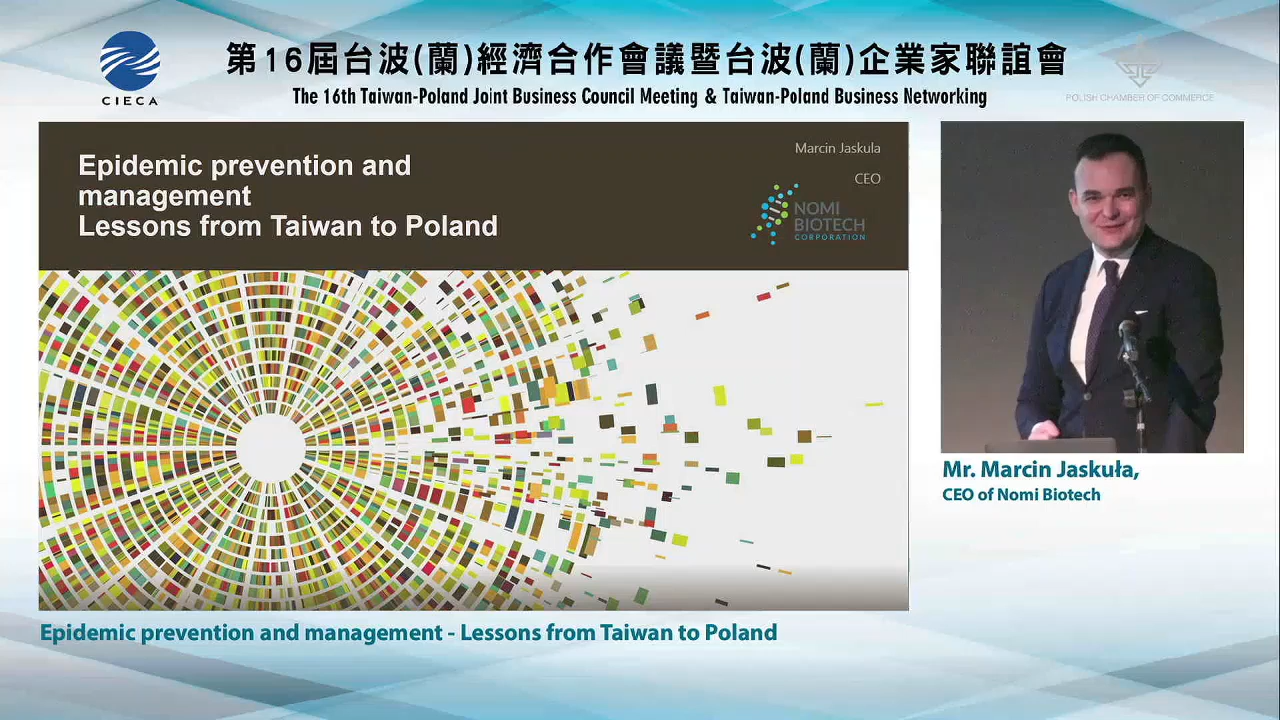 CIECA
第16屆台波(蘭)經濟合作會議暨台波(蘭)企業家聯誼會
The 16th Taiwan-Poland Joint Business Council Meeting & Taiwan-Poland Business Networking
POLISH CHAMBER OF COMMERCE
Epidemic prevention and
management
Lessons from Taiwan to Poland
Marcin Jaskula
CEO
NOMI
BIOTECH
CORPORATION
Mr. Marcin Jaskuła,
CEO of Nomi Biotech
Epidemic prevention and management - Lessons from Taiwan to Poland